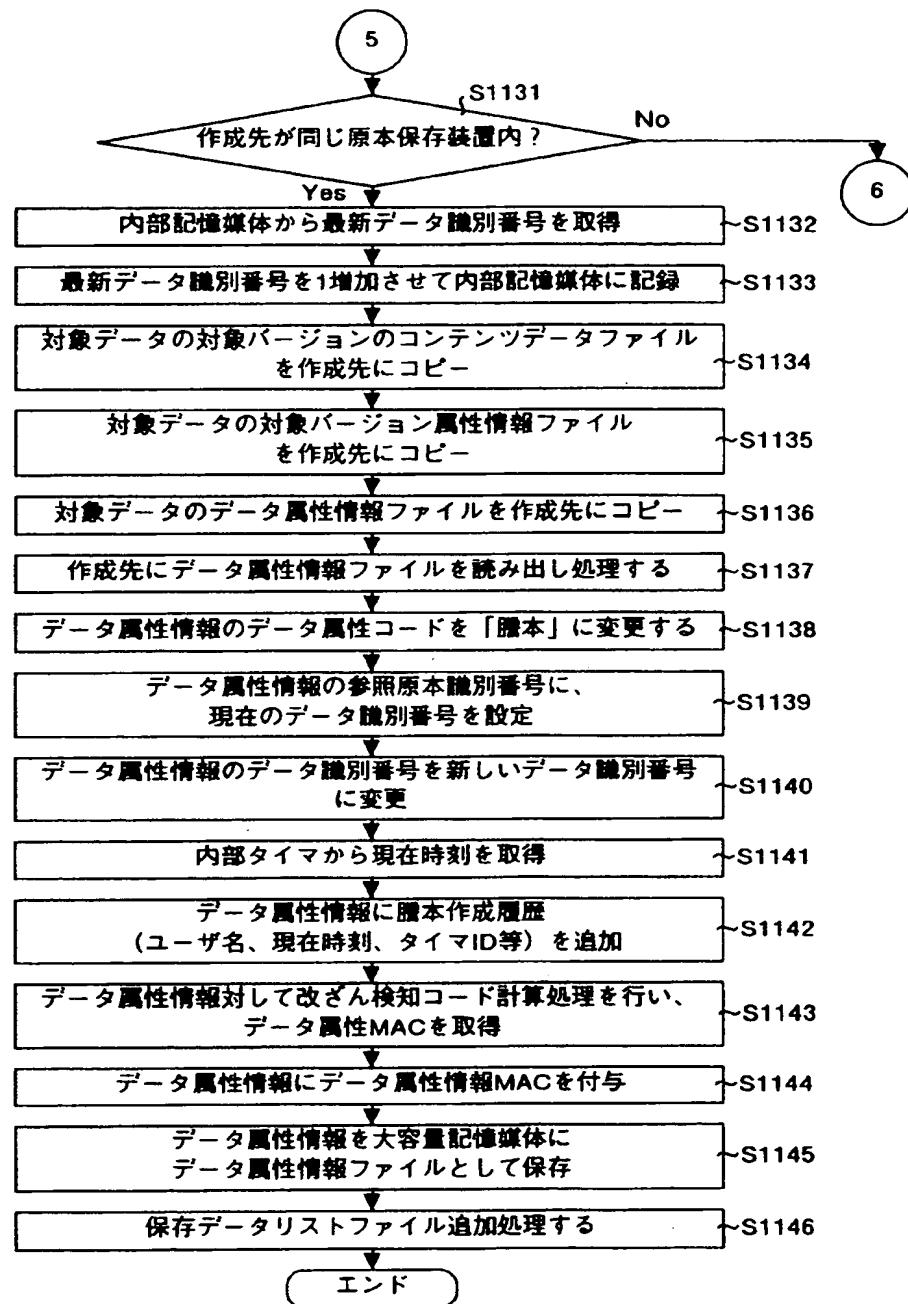 5
S1131
作成先が同じ原本保存装置内?
No
6
Yes
内部記憶媒体から最新データ識別番号を取得
S1132
最新データ識別番号を1増加させて内部記憶媒体に記録
S1133
対象データの対象バージョンのコンテンツデータファイル
を作成先にコピー
S1134
対象データの対象バージョン属性情報ファイル
を作成先にコピー
S1135
対象データのデータ属性情報ファイルを作成先にコピー
S1136
作成先にデータ属性情報ファイルを読み出し処理する
S1137
データ属性情報のデータ属性コードを「謄本」に変更する
S1138
データ属性情報の参照原本識別番号に、
現在のデータ識別番号を設定
S1139
データ属性情報のデータ識別番号を新しいデータ識別番号
に変更
S1140
内部タイマから現在時刻を取得
S1141
データ属性情報に謄本作成履歴
(ユーザ名、現在時刻、タイマID等)を追加
S1142
データ属性情報対して改ざん検知コード計算処理を行い、
データ属性MACを取得
S1143
データ属性情報にデータ属性情報MACを付与
S1144
データ属性情報を大容量記憶媒体に
データ属性情報ファイルとして保存
S1145
保存データリストファイル追加処理する
S1146
エンド